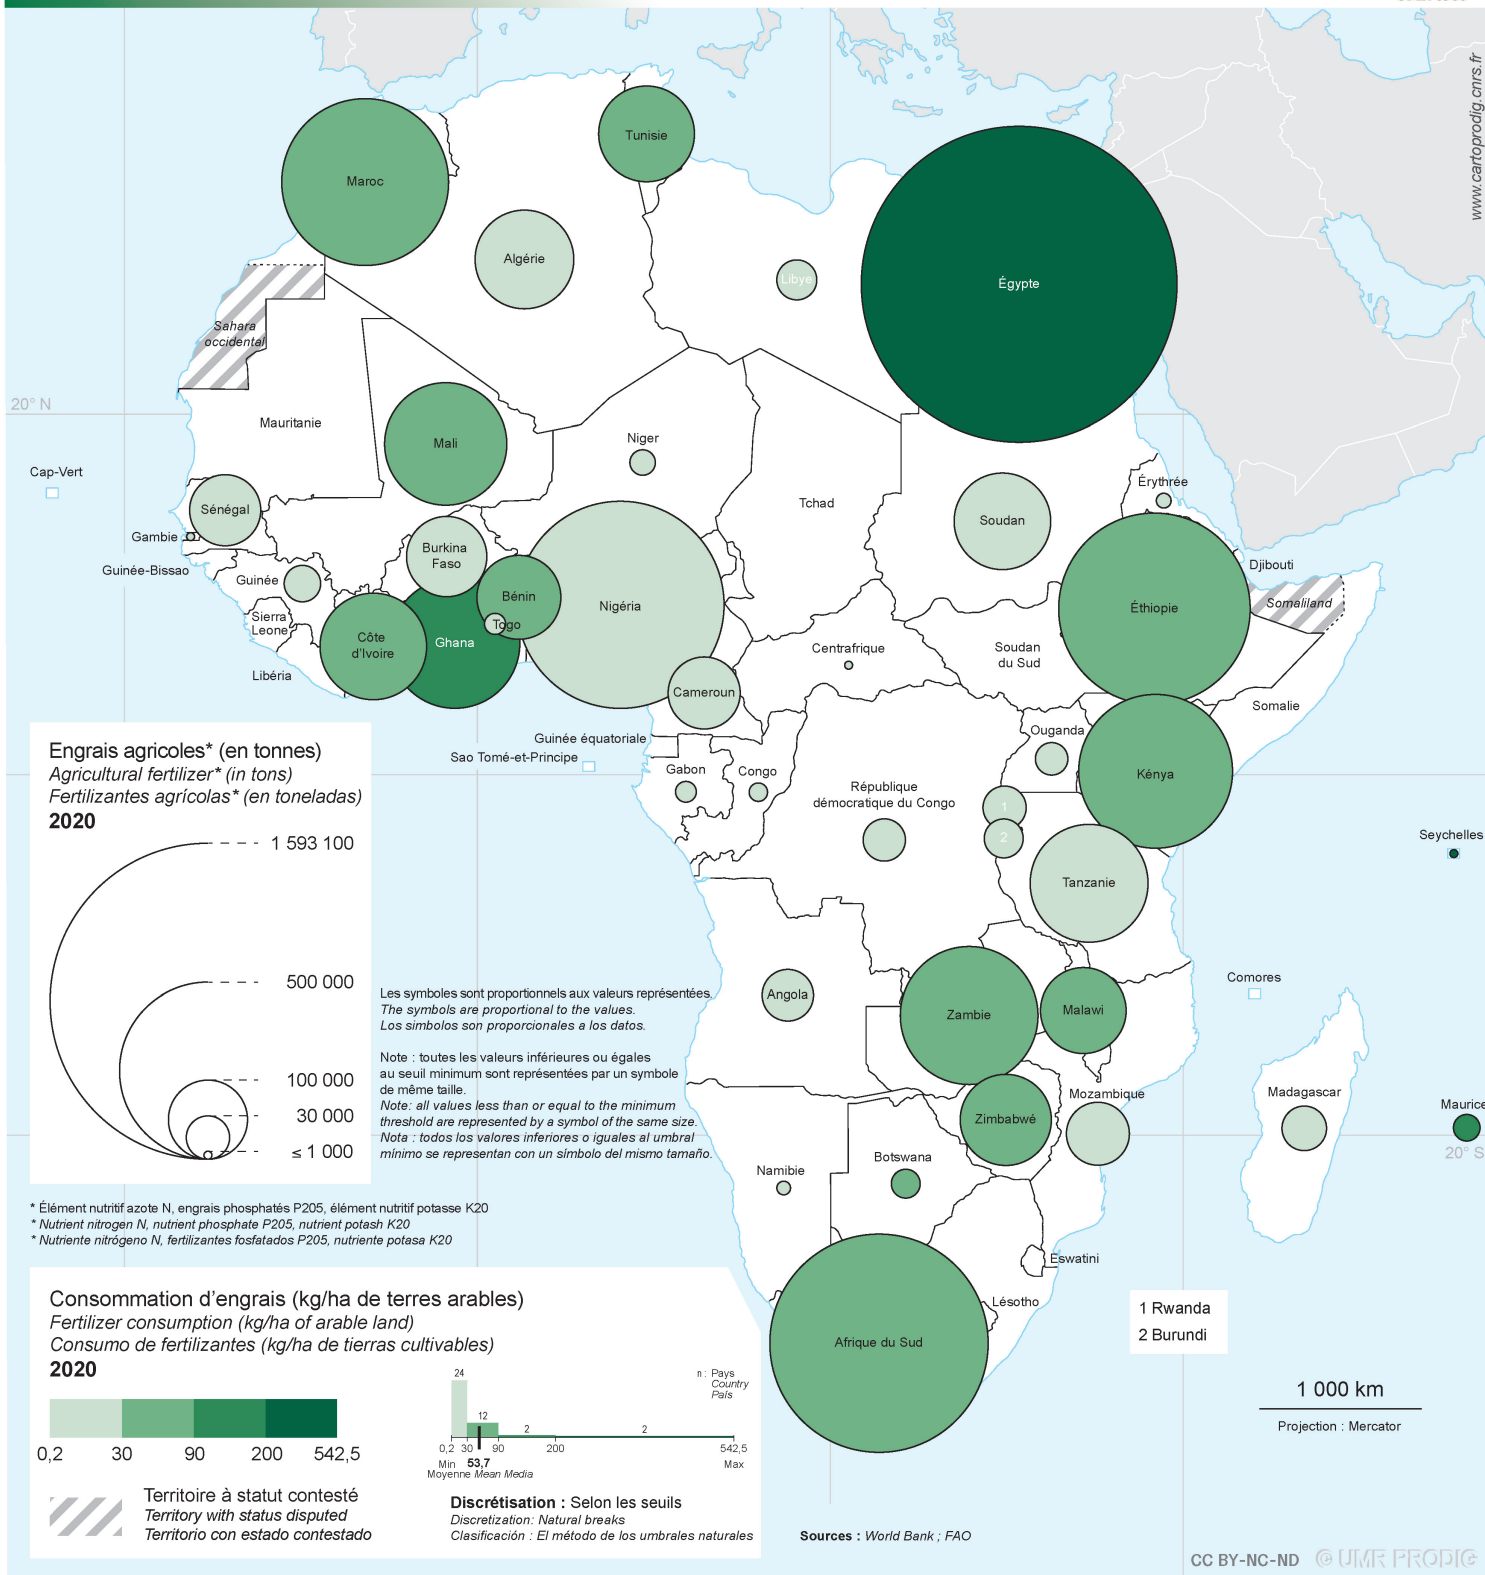 www.cartoprodig.cnrs.fr
Tunisie
Maroc
Algérie
Libye
Égypte
Sahara
occidental
20° N
Mauritanie
Mali
Niger
Cap-Vert
Tchad
Érythrée
Sénégal
Soudan
Gambie
Burkina
Faso
Djibouti
Guinée-Bissao
Guinée
Bénin
Nigéria
Éthiopie
Somaliland
Sierra
Leone
Togo
Côte
d'Ivoire
Ghana
Centrafrique
Soudan
du Sud
Libéria
Cameroun
Somalie
Guinée équatoriale
Ouganda
Sao Tomé-et-Principe
Gabon
Congo
Kénya
République
démocratique du Congo
1
2
Seychelles
Tanzanie
Comores
Angola
Zambie
Malawi
Mozambique
Madagascar
Maurice
Zimbabwé
20° S
Namibie
Botswana
Eswatini
Lésotho
Afrique du Sud
1 Rwanda
2 Burundi
Engrais agricoles* (en tonnes)
Agricultural fertilizer* (in tons)
Fertilizantes agrícolas* (en toneladas)
2020
1 593 100
500 000
100 000
30 000
≤ 1 000
Les symboles sont proportionnels aux valeurs représentées.
The symbols are proportional to the values.
Los simbolos son proporcionales a los datos.
Note : toutes les valeurs inférieures ou égales
au seuil minimum sont représentées par un symbole
de même taille.
Note: all values less than or equal to the minimum
threshold are represented by a symbol of the same size.
Nota : todos los valores inferiores o iguales al umbral
mínimo se representan con un símbolo del mismo tamaño.
* Élément nutritif azote N, engrais phosphatés P205, élément nutritif potasse K20
* Nutrient nitrogen N, nutrient phosphate P205, nutrient potash K20
* Nutriente nitrógeno N, fertilizantes fosfatados P205, nutriente potasa K20
Consommation d'engrais (kg/ha de terres arables)
Fertilizer consumption (kg/ha of arable land)
Consumo de fertilizantes (kg/ha de tierras cultivables)
2020
0,2 30 90 200 542,5
Territoire à statut contesté
Territory with status disputed
Territorio con estado contestado
24
12
2
2
n : Pays
Country
País
0,2 30 90 200 542,5
Min 53,7 Max
Moyenne Mean Media
Discrétisation : Selon les seuils
Discretization: Natural breaks
Clasificación : El método de los umbrales naturales
1 000 km
Projection : Mercator
Sources : World Bank ; FAO
CC BY-NC-ND © UMR PRODIG